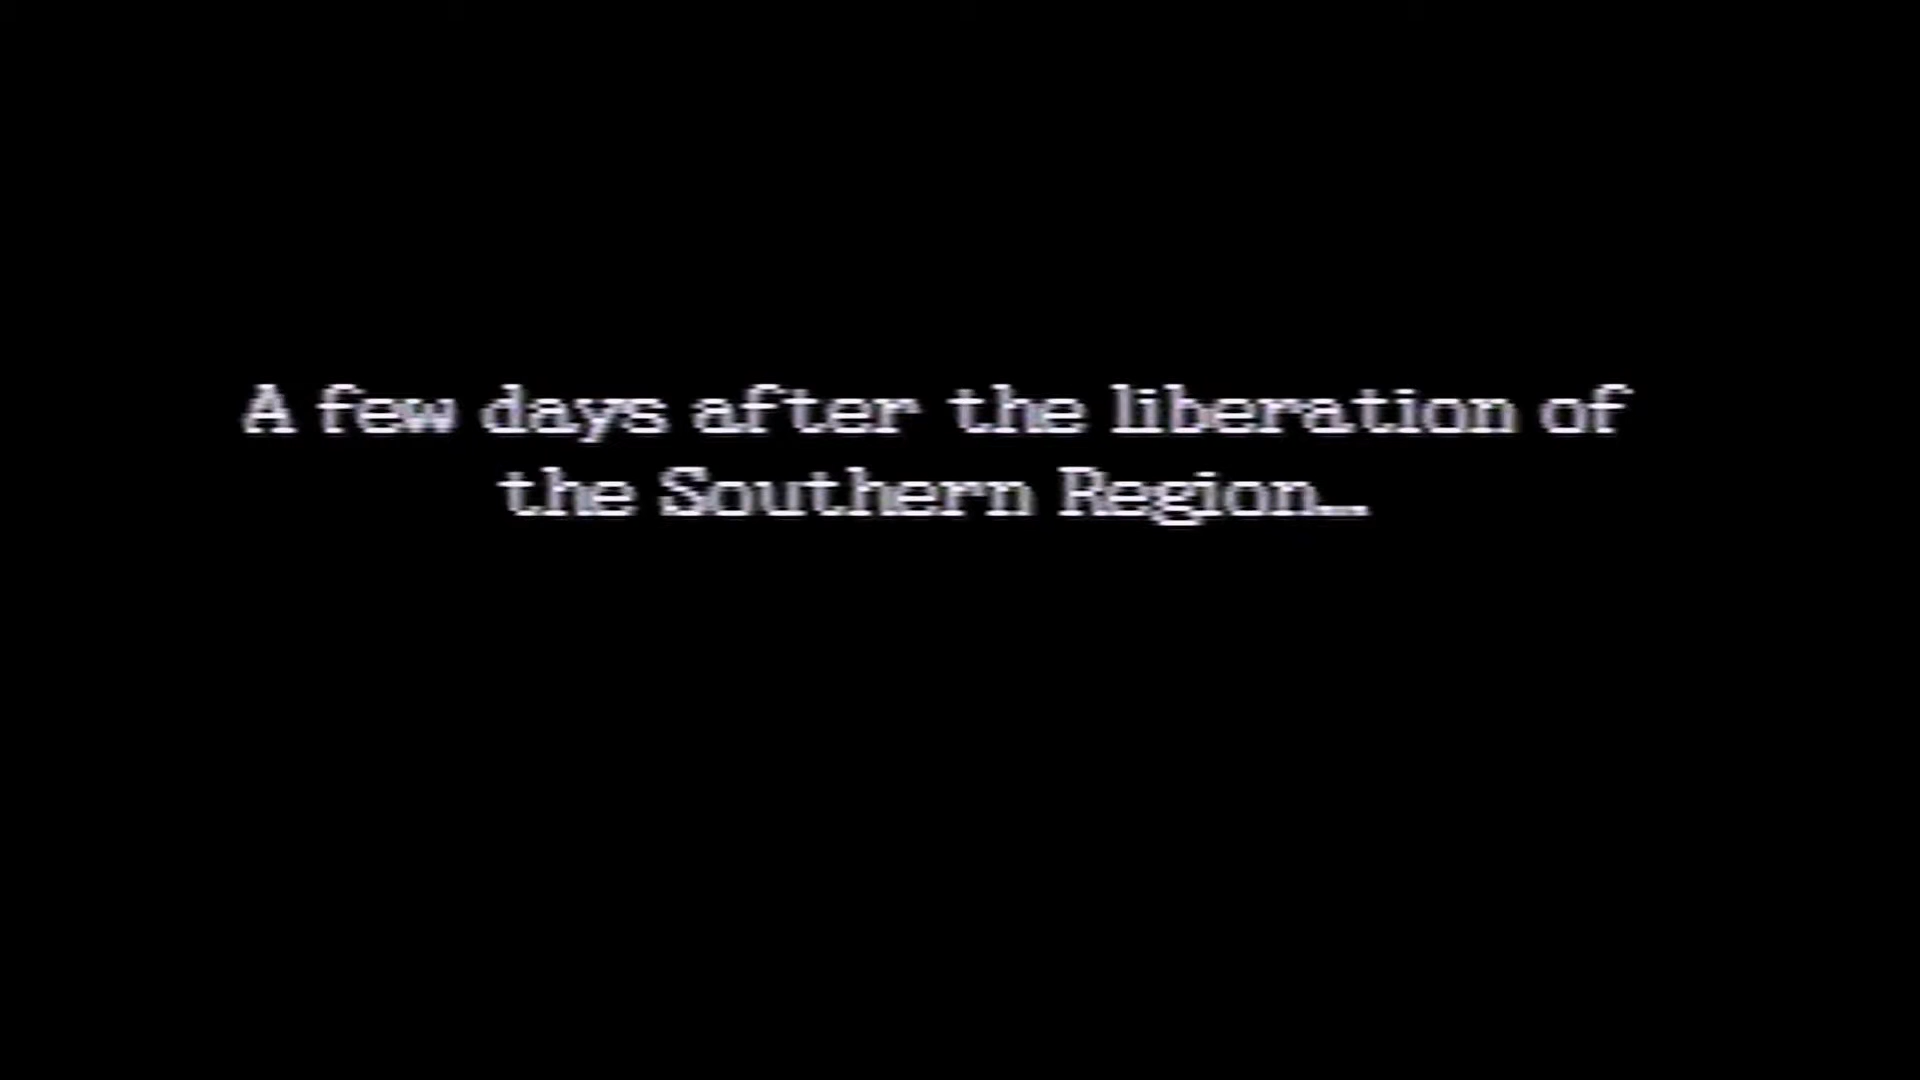 A few days after the liberation of
the Southern Region...